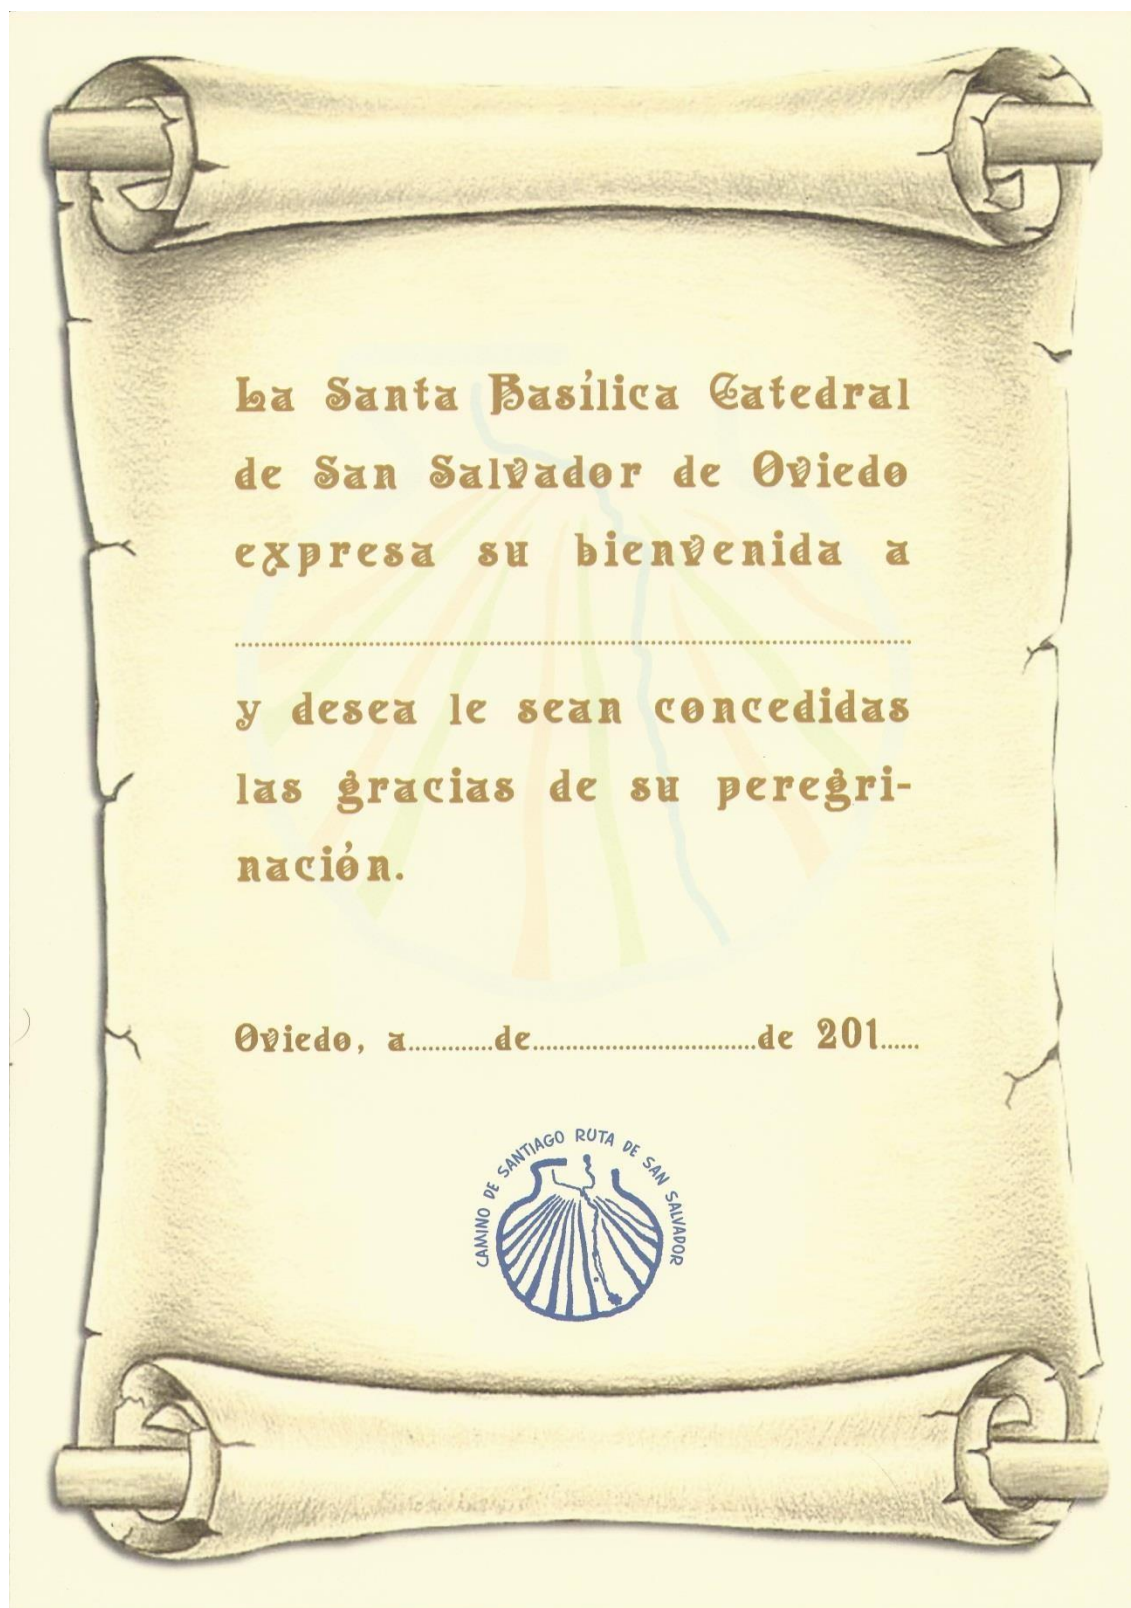 La Santa Basílica Catedral
de San Salvador de Oviedo
expresa su bienvenida a
....................................................................................................
y desea le sean concedidas
las gracias de su peregri-
nación.
Oviedo, a............de................................de 201......
CAMINO DE SANTIAGO RUTA DE SAN SALVADOR